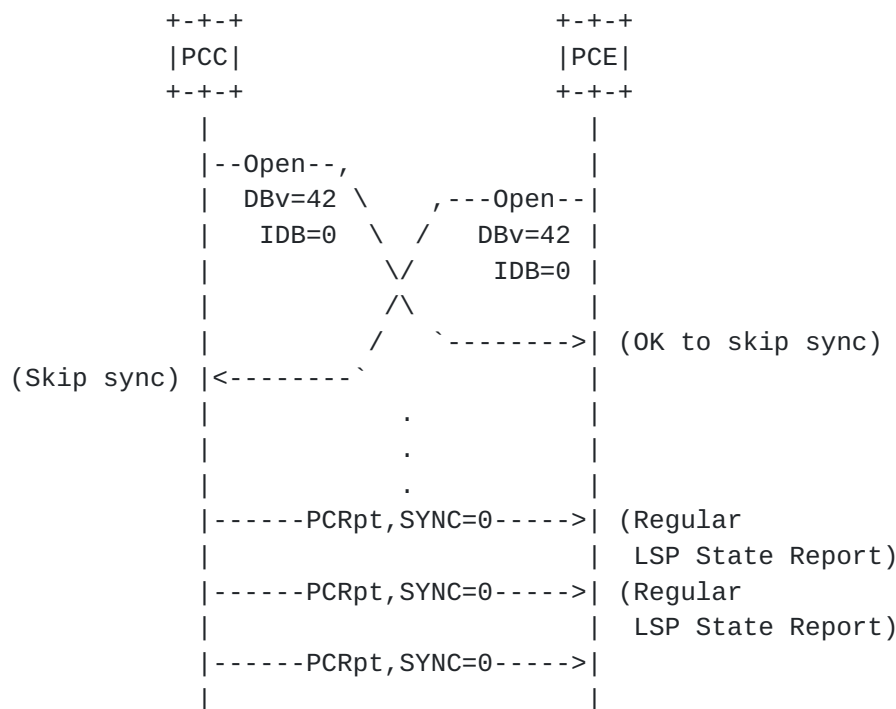 +-+-+                    +-+-+
|PCC|                    |PCE|
+-+-+                    +-+-+
|                        |
|--Open--,               |
|  DBv=42 \    ,---Open--|
|   IDB=0  \  /   DBv=42 |
|           \/     IDB=0 |
|           /\           |
|          /   `-------->| (OK to skip sync)
(Skip sync) |<--------`              |
|            .           |
|            .           |
|            .           |
|------PCRpt,SYNC=0----->| (Regular
|                        |  LSP State Report)
|------PCRpt,SYNC=0----->| (Regular
|                        |  LSP State Report)
|------PCRpt,SYNC=0----->|
|                        |